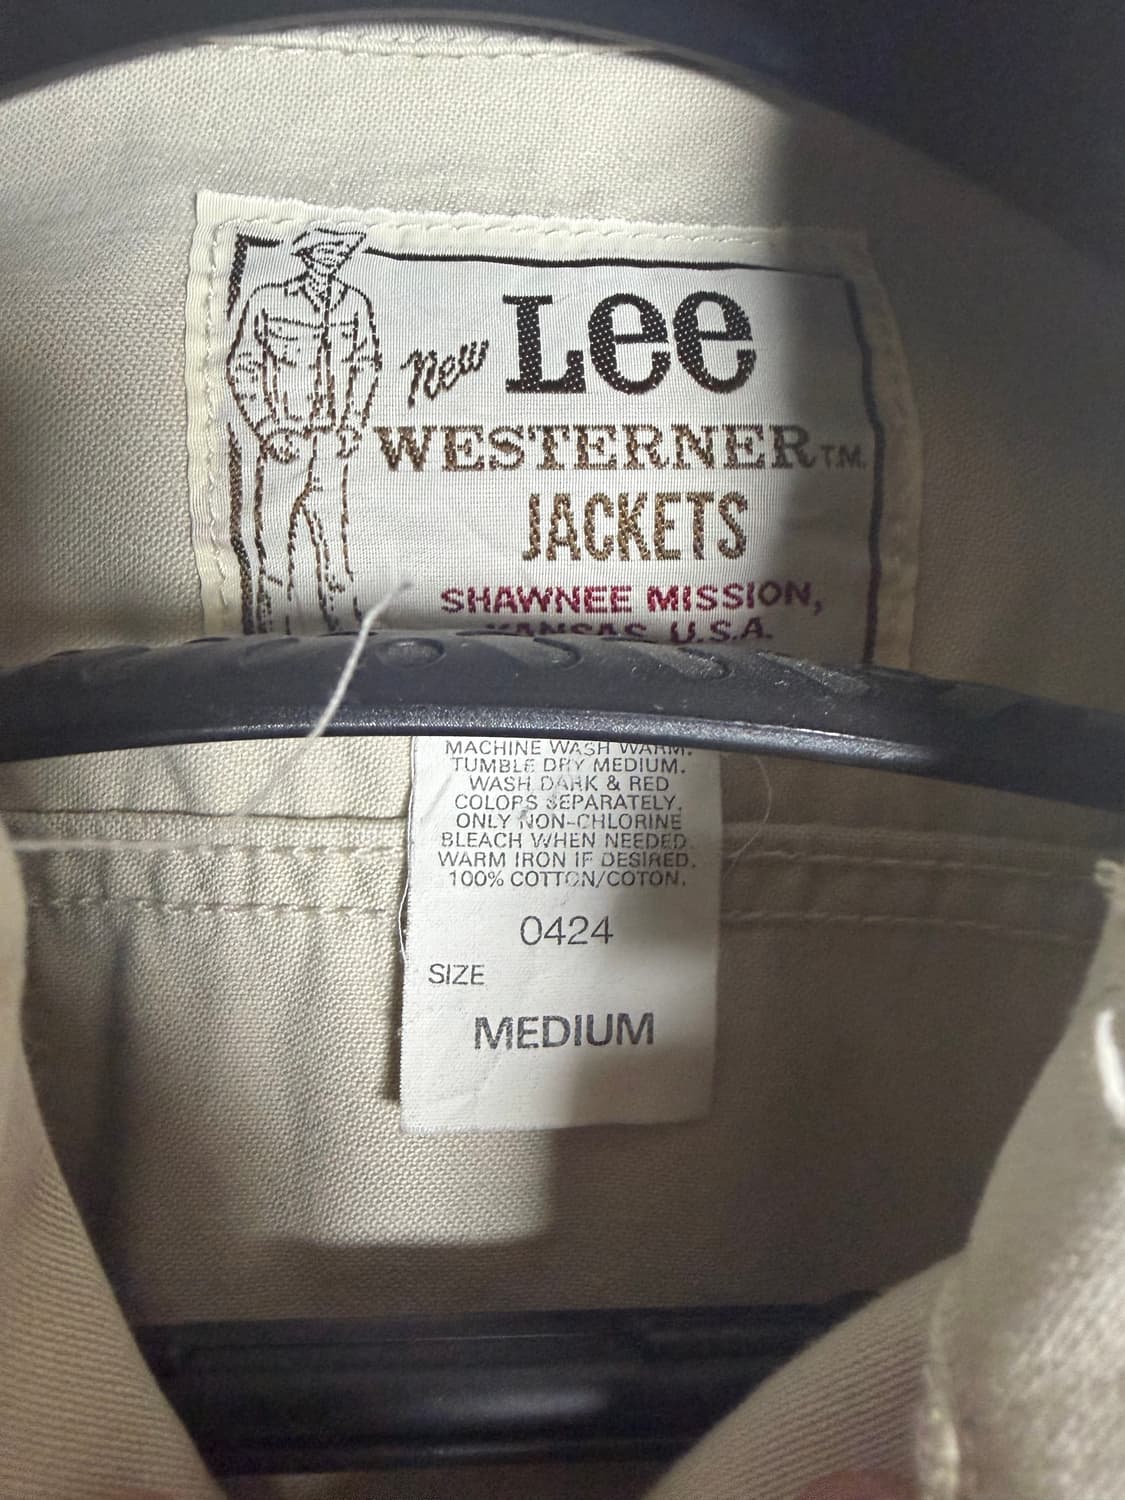 new Lee
WESTERNER TM.
JACKETS
SHAWNEE MISSION,
KANSAS, U.S.A.
MACHINE WASH WARM.
TUMBLE DRY MEDIUM.
WASH DARK & RED
COLORS SEPARATELY.
ONLY NON-CHLORINE
BLEACH WHEN NEEDED.
WARM IRON IF DESIRED.
100% COTTON/COTON.
0424
SIZE
MEDIUM